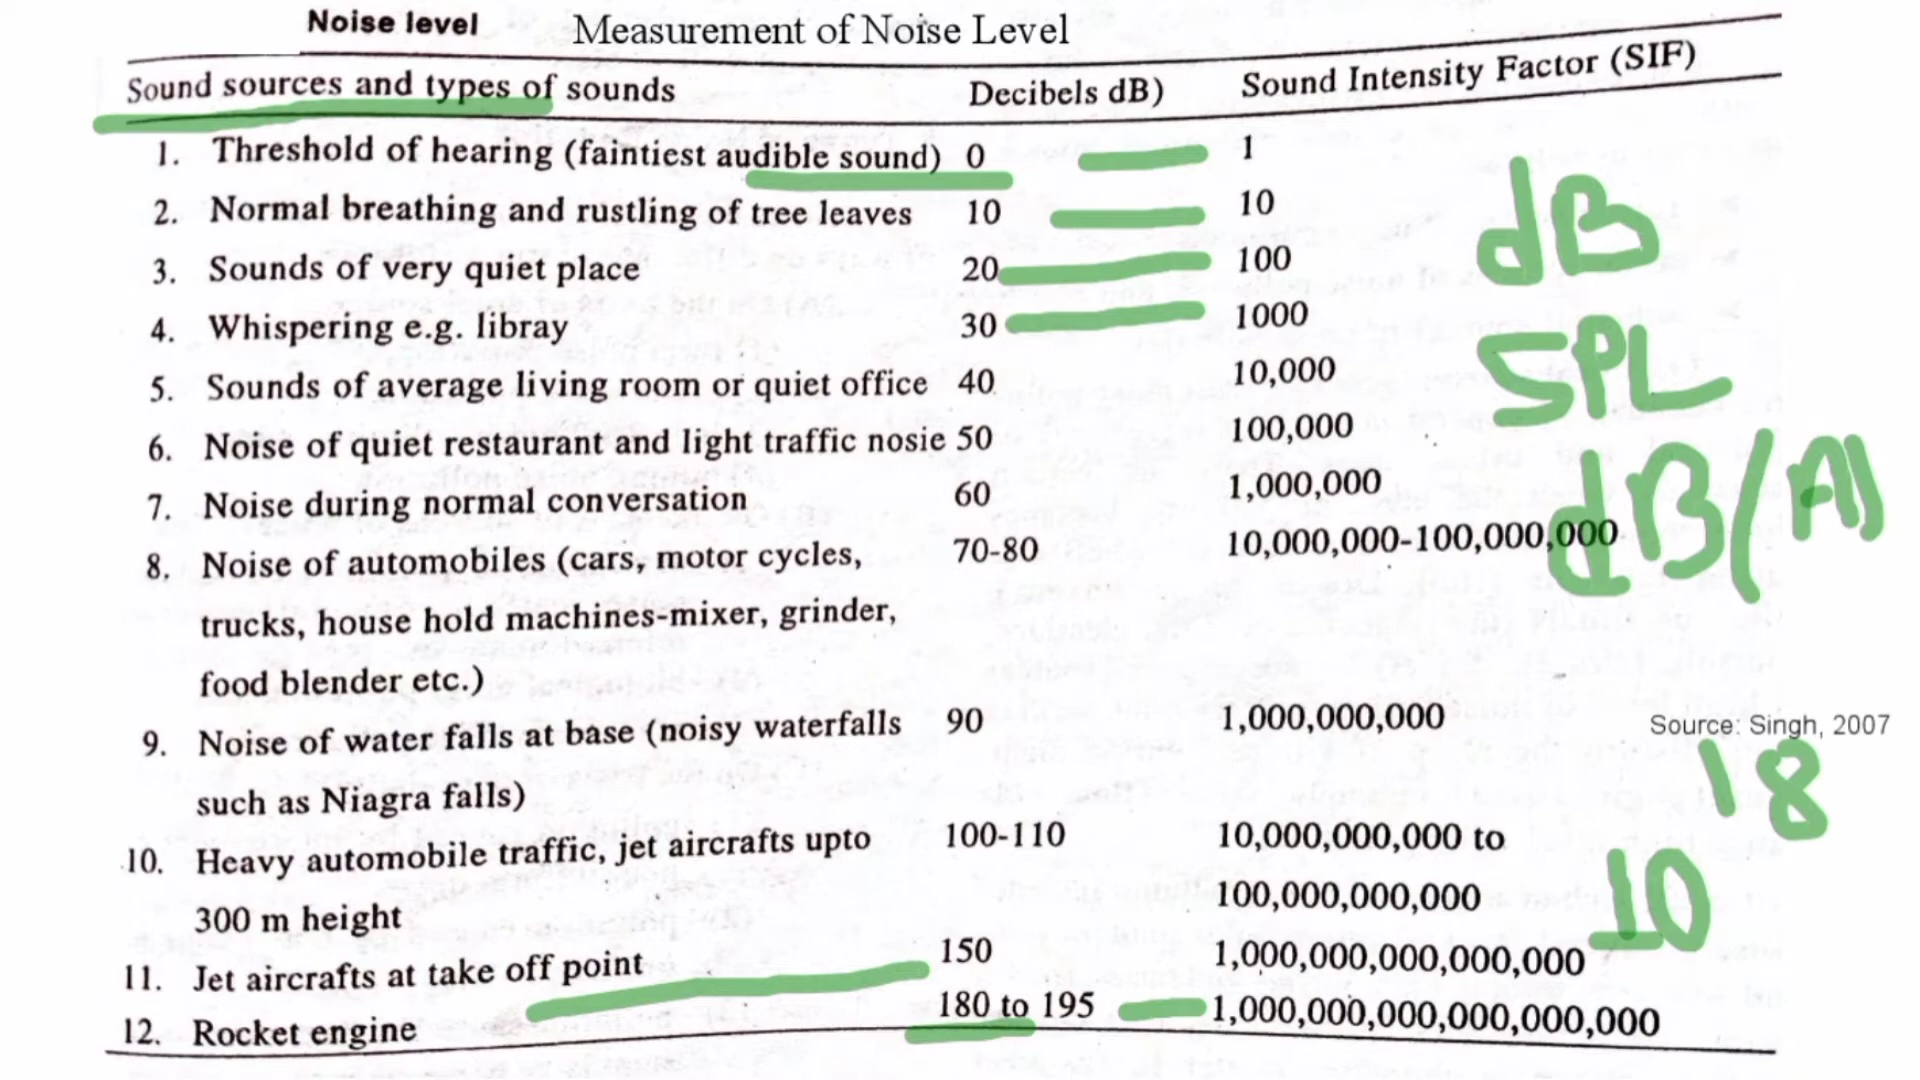 Noise level Measurement of Noise Level
Sound sources and types of sounds Decibels dB) Sound Intensity Factor (SIF)
1. Threshold of hearing (faintiest audible sound) 0 1
2. Normal breathing and rustling of tree leaves 10 10
3. Sounds of very quiet place 20 100
4. Whispering e.g. libray 30 1000
5. Sounds of average living room or quiet office 40 10,000
6. Noise of quiet restaurant and light traffic nosie 50 100,000
7. Noise during normal conversation 60 1,000,000
8. Noise of automobiles (cars, motor cycles, 70-80 10,000,000-100,000,000
trucks, house hold machines-mixer, grinder,
food blender etc.)
9. Noise of water falls at base (noisy waterfalls 90 1,000,000,000
such as Niagra falls)
10. Heavy automobile traffic, jet aircrafts upto 100-110 10,000,000,000 to
300 m height 100,000,000,000
11. Jet aircrafts at take off point 150 1,000,000,000,000,000
12. Rocket engine 180 to 195 1,000,000,000,000,000,000
dB
SPL
dB(A)
Source: Singh, 2007
18
10